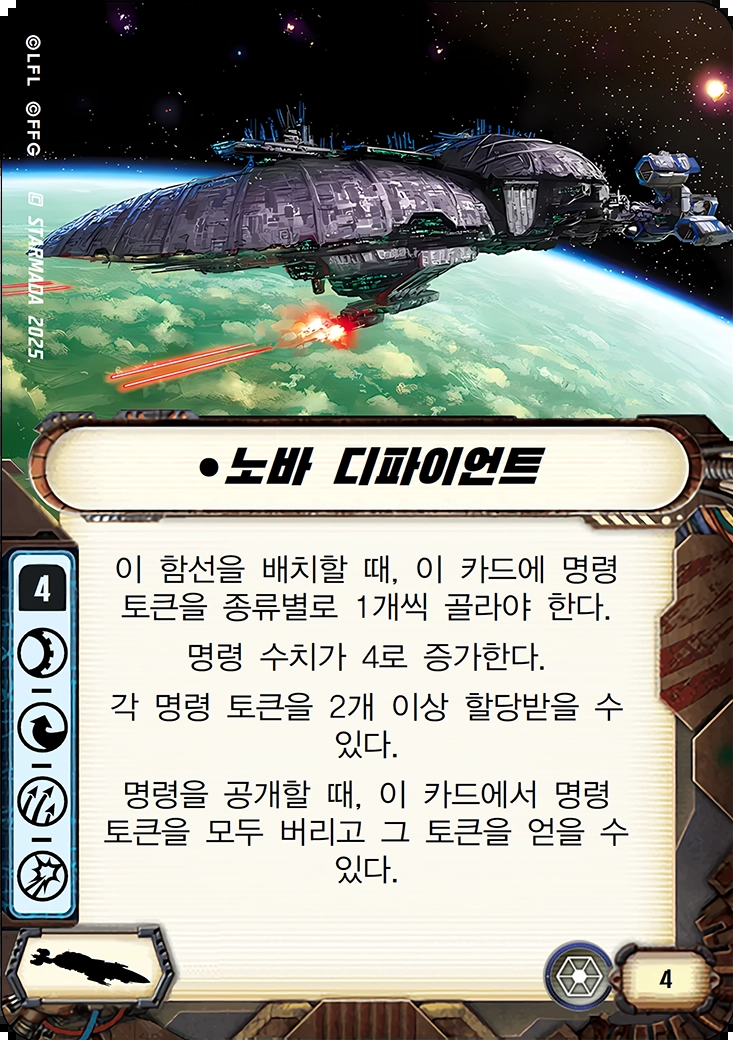 ©LFL ©FFG STARMADA 2025.
•노바 디파이언트
이 함선을 배치할 때, 이 카드에 명령
토큰을 종류별로 1개씩 골라야 한다.
명령 수치가 4로 증가한다.
각 명령 토큰을 2개 이상 할당받을 수
있다.
명령을 공개할 때, 이 카드에서 명령
토큰을 모두 버리고 그 토큰을 얻을 수
있다.
4
4